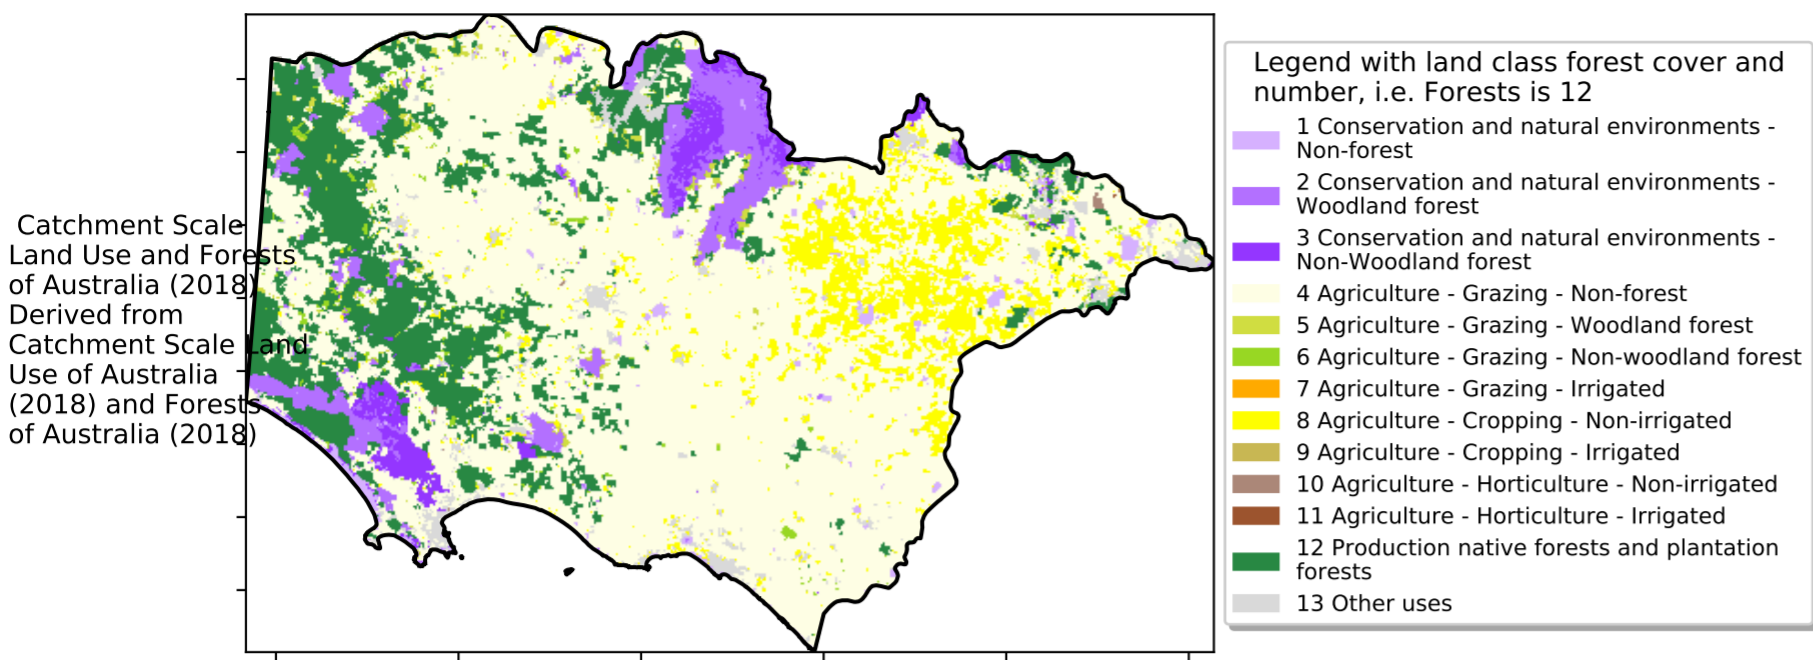 Catchment Scale
Land Use and Forests
of Australia (2018)
Derived from
Catchment Scale Land
Use of Australia
(2018) and Forests
of Australia (2018)
Legend with land class forest cover and
number, i.e. Forests is 12
1 Conservation and natural environments -
Non-forest
2 Conservation and natural environments -
Woodland forest
3 Conservation and natural environments -
Non-Woodland forest
4 Agriculture - Grazing - Non-forest
5 Agriculture - Grazing - Woodland forest
6 Agriculture - Grazing - Non-woodland forest
7 Agriculture - Grazing - Irrigated
8 Agriculture - Cropping - Non-irrigated
9 Agriculture - Cropping - Irrigated
10 Agriculture - Horticulture - Non-irrigated
11 Agriculture - Horticulture - Irrigated
12 Production native forests and plantation
forests
13 Other uses